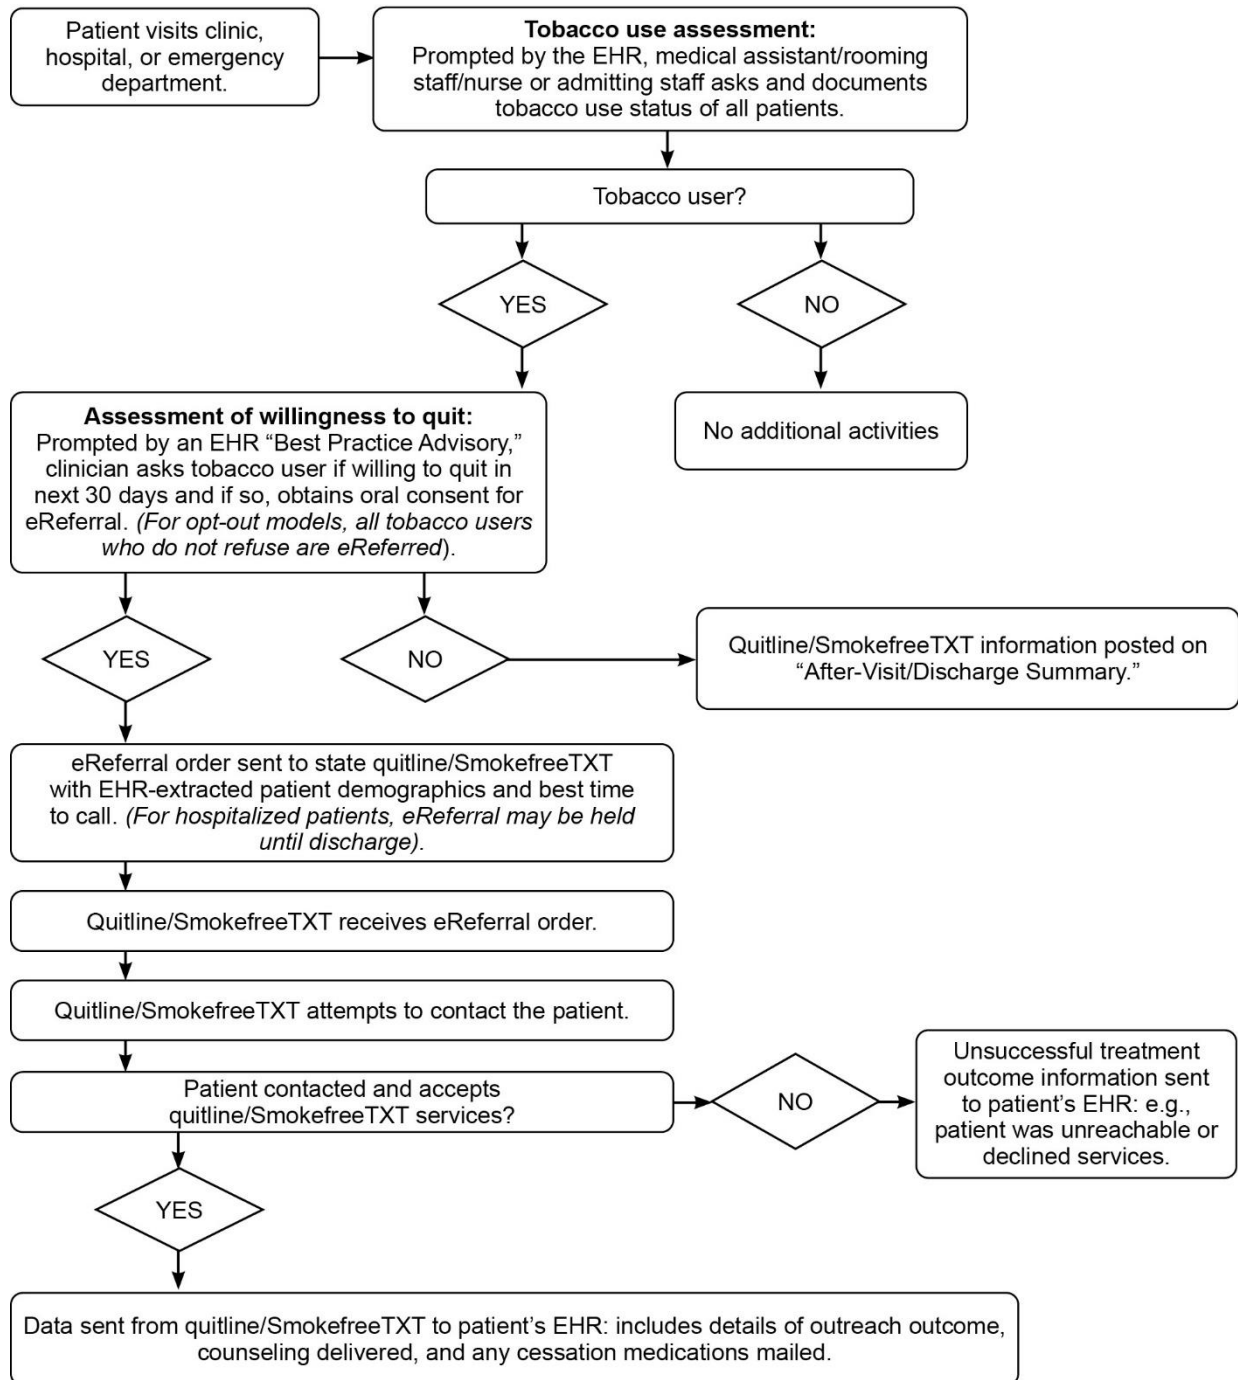 Patient visits clinic,
hospital, or emergency
department.
Tobacco use assessment:
Prompted by the EHR, medical assistant/rooming
staff/nurse or admitting staff asks and documents
tobacco use status of all patients.
Tobacco user?
YES
NO
Assessment of willingness to quit:
Prompted by an EHR “Best Practice Advisory,”
clinician asks tobacco user if willing to quit in
next 30 days and if so, obtains oral consent for
eReferral. (For opt-out models, all tobacco users
who do not refuse are eReferred).
No additional activities
YES
NO
Quitline/SmokefreeTXT information posted on
“After-Visit/Discharge Summary.”
eReferral order sent to state quitline/SmokefreeTXT
with EHR-extracted patient demographics and best time
to call. (For hospitalized patients, eReferral may be held
until discharge).
Quitline/SmokefreeTXT receives eReferral order.
Quitline/SmokefreeTXT attempts to contact the patient.
Patient contacted and accepts
quitline/SmokefreeTXT services?
NO
Unsuccessful treatment
outcome information sent
to patient’s EHR: e.g.,
patient was unreachable or
declined services.
YES
Data sent from quitline/SmokefreeTXT to patient’s EHR: includes details of outreach outcome,
counseling delivered, and any cessation medications mailed.